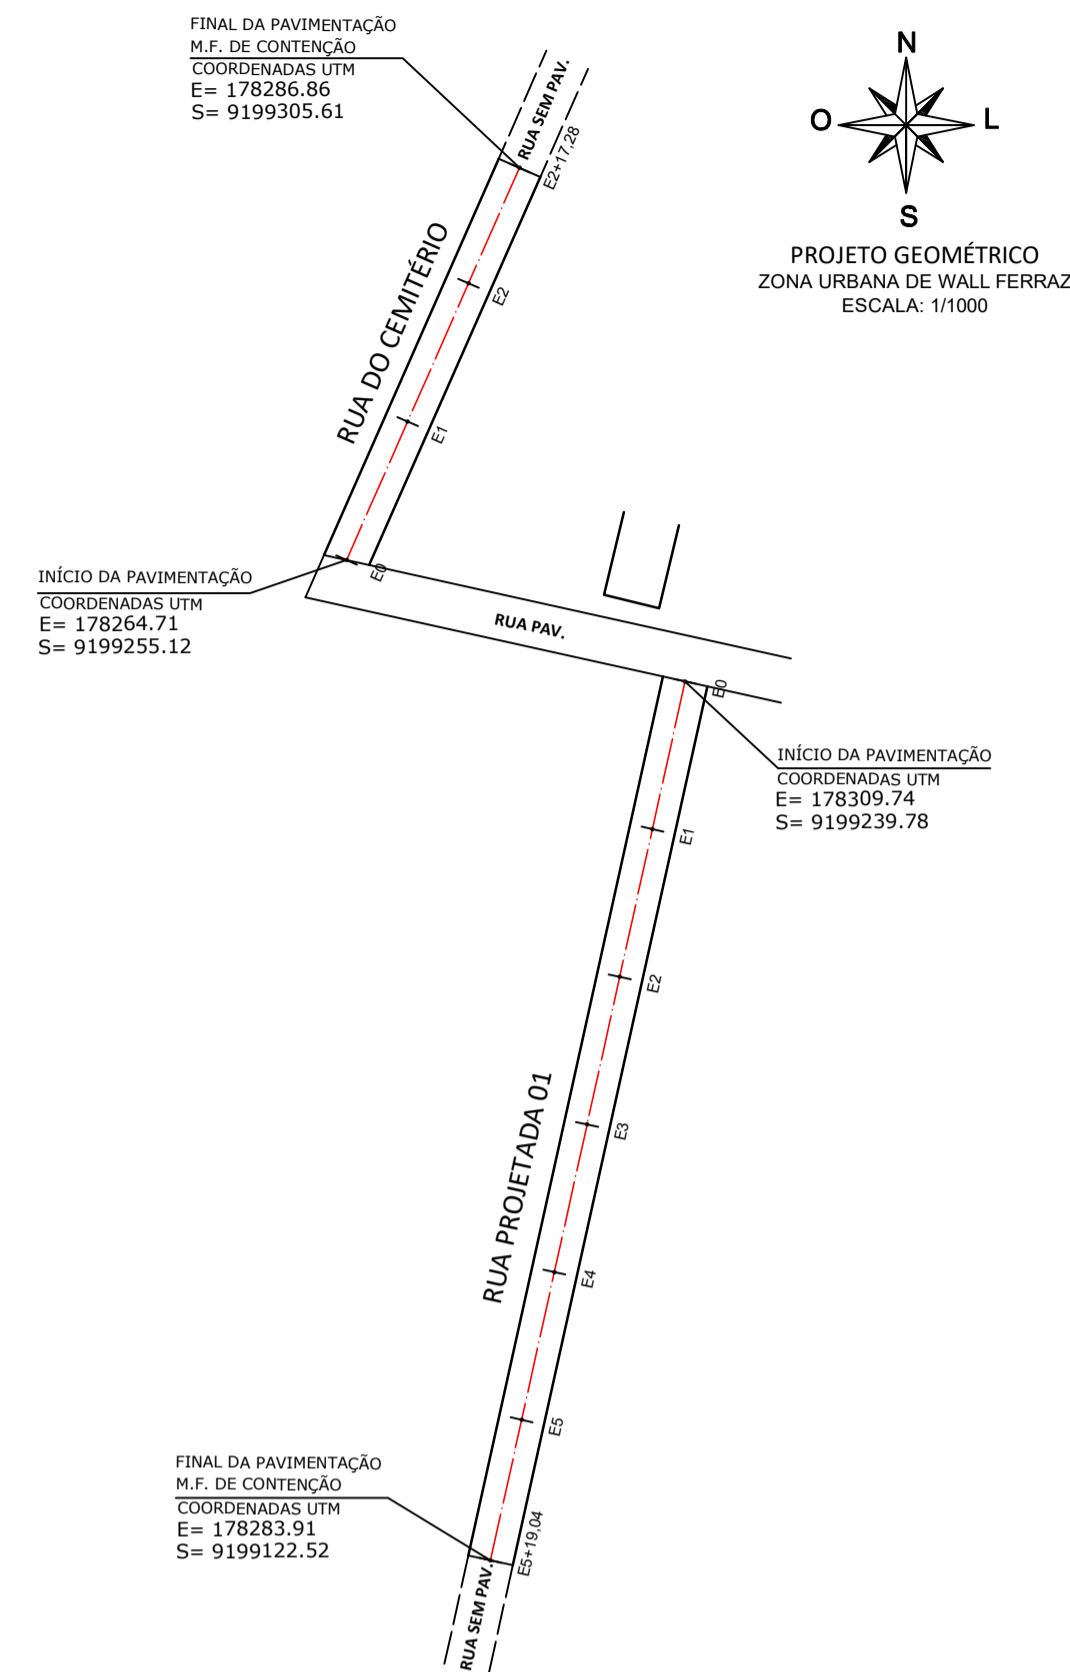 FINAL DA PAVIMENTAÇÃO
M.F. DE CONTENÇÃO
COORDENADAS UTM
E= 178286.86
S= 9199305.61
RUA SEM PAV.
E2+17,28
N
O
L
S
PROJETO GEOMÉTRICO
ZONA URBANA DE WALL FERRAZ
ESCALA: 1/1000
RUA DO CEMITÉRIO
E2
E1
E0
INÍCIO DA PAVIMENTAÇÃO
COORDENADAS UTM
E= 178264.71
S= 9199255.12
RUA PAV.
E0
INÍCIO DA PAVIMENTAÇÃO
COORDENADAS UTM
E= 178309.74
S= 9199239.78
E1
E2
E3
RUA PROJETADA 01
E4
E5
FINAL DA PAVIMENTAÇÃO
M.F. DE CONTENÇÃO
COORDENADAS UTM
E= 178283.91
S= 9199122.52
E5+19,04
RUA SEM PAV.